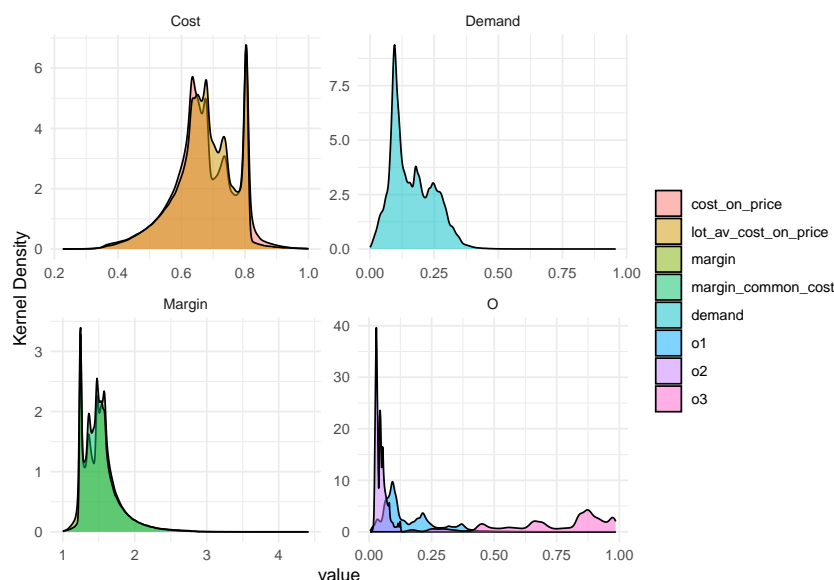 Cost
Demand
6
4
2
0
0.2 0.4 0.6 0.8 1.0
7.5
5.0
2.5
0.0
0.00 0.25 0.50 0.75 1.00
Kernel Density
Margin
O
3
2
1
0
1 2 3 4
40
30
20
10
0
0.00 0.25 0.50 0.75 1.00
value
cost_on_price
lot_av_cost_on_price
margin
margin_common_cost
demand
o1
o2
o3